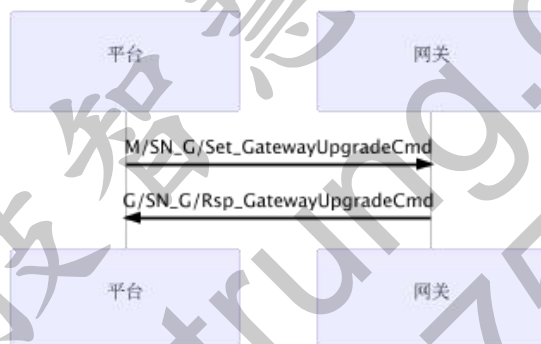 平台
网关
M/SN_G/Set_GatewayUpgradeCmd
G/SN_G/Rsp_GatewayUpgradeCmd
平台
网关